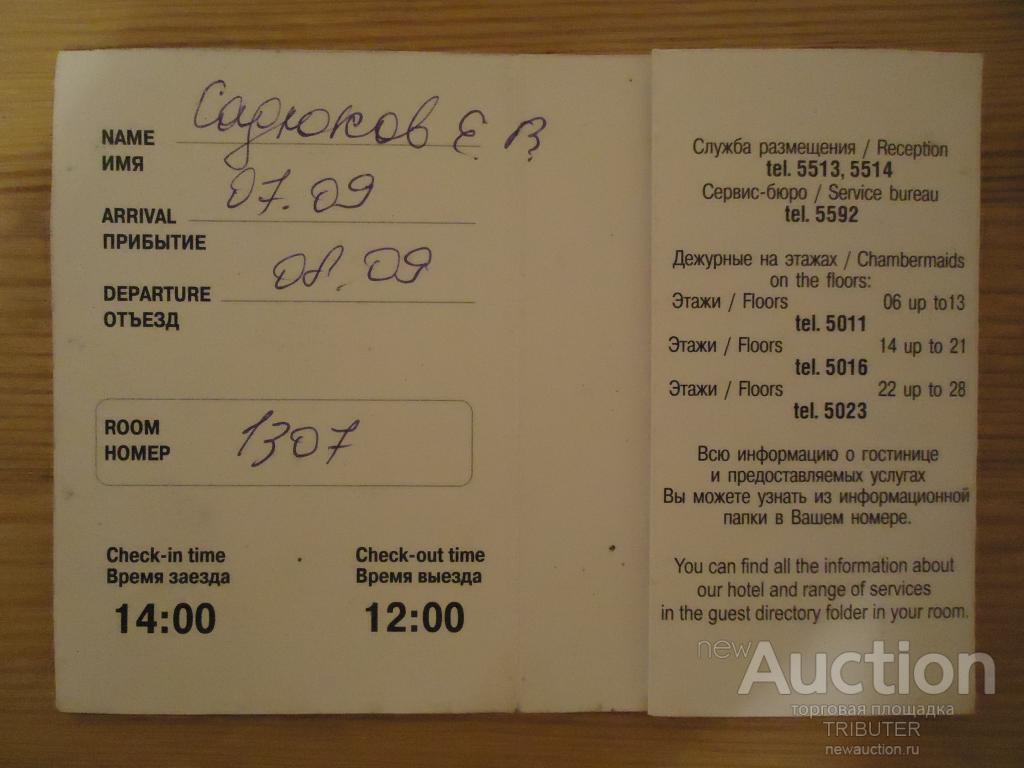 NAME Садюков Е. В.
ИМЯ
ARRIVAL 07.09
ПРИБЫТИЕ
DEPARTURE 08.09
ОТЪЕЗД
ROOM 1307
НОМЕР
Check-in time
Время заезда
14:00
Check-out time
Время выезда
12:00
Служба размещения / Reception
tel. 5513, 5514
Сервис-бюро / Service bureau
tel. 5592
Дежурные на этажах / Chambermaids
on the floors:
Этажи / Floors 06 up to13
tel. 5011
Этажи / Floors 14 up to 21
tel. 5016
Этажи / Floors 22 up to 28
tel. 5023
Всю информацию о гостинице
и предоставляемых услугах
Вы можете узнать из информационной
папки в Вашем номере.
You can find all the information about
our hotel and range of services
in the guest directory folder in your room.
newAuction
торговая площадка
TRIBUTER
newauction.ru